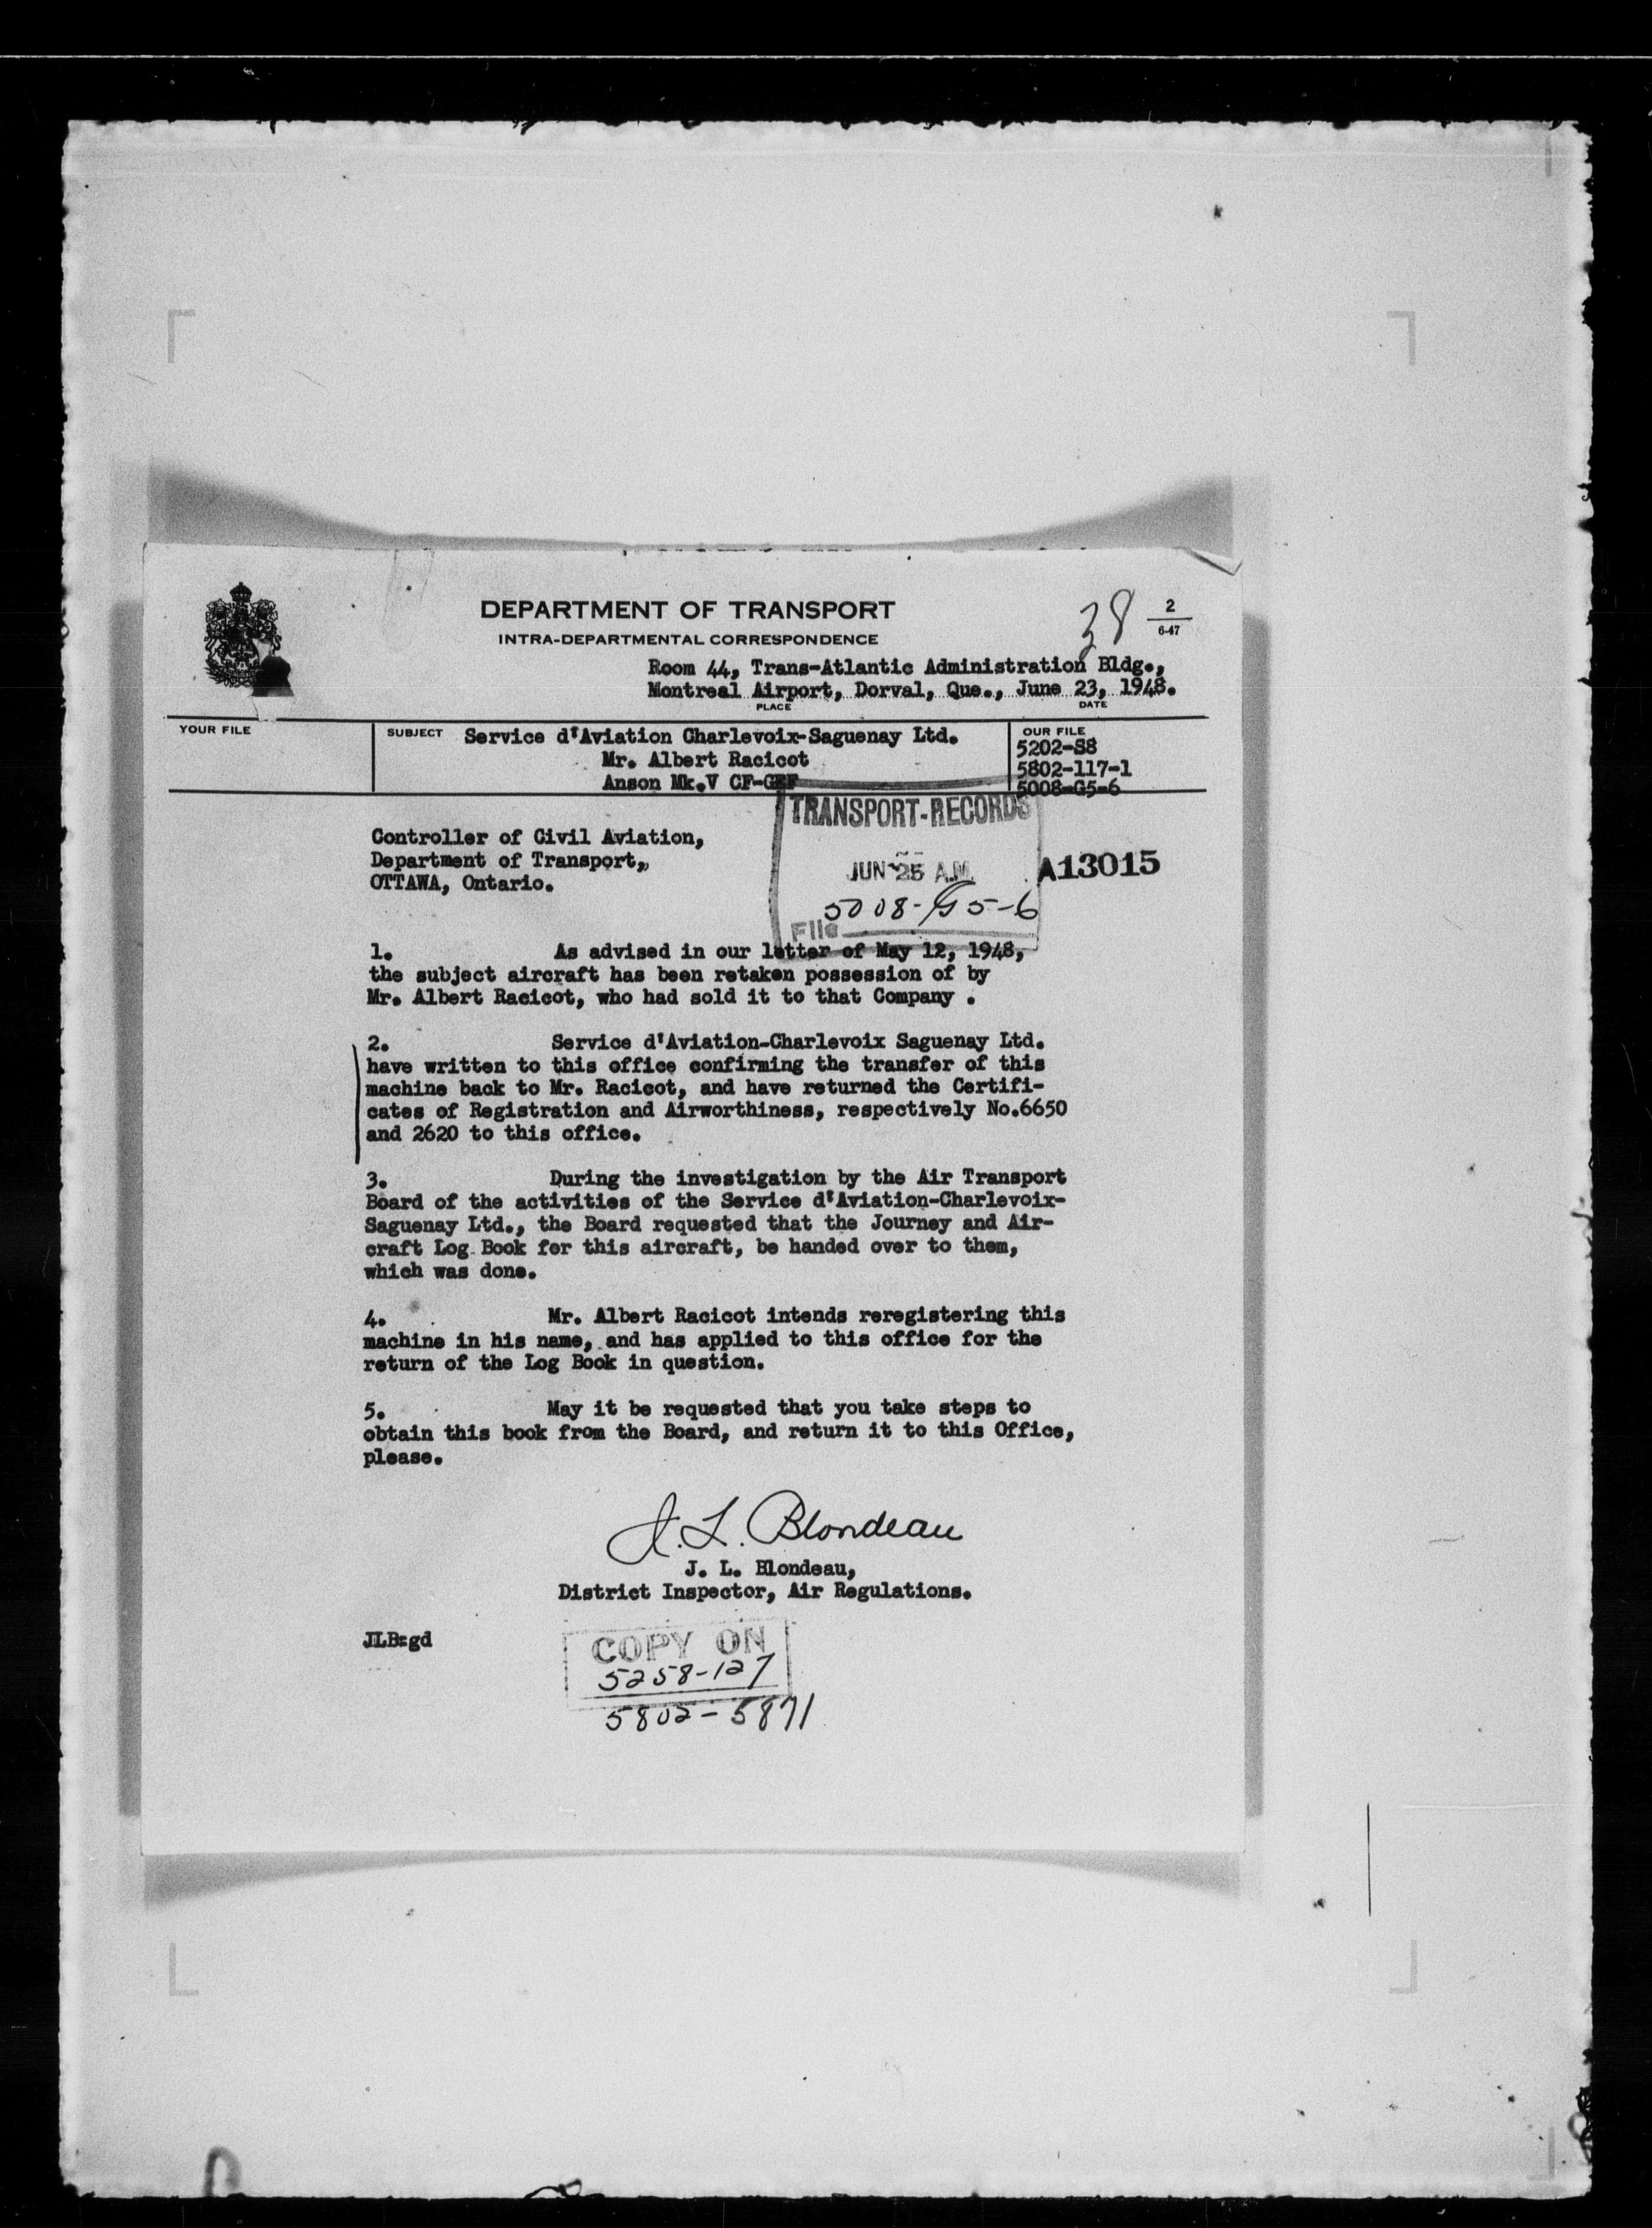 DEPARTMENT OF TRANSPORT
INTRA-DEPARTMENTAL CORRESPONDENCE
38
2
6-47
Room 44, Trans-Atlantic Administration Bldg.,
Montreal Airport, Dorval, Que., June 23, 1948.
PLACE
DATE
YOUR FILE
SUBJECT Service d'Aviation Charlevoix-Saguenay Ltd.
Mr. Albert Racicot
Anson Mk.V CF-GEF
OUR FILE
5202-S8
5802-117-1
5008-G5-6
TRANSPORT-RECORDS
JUN 25 A.M.
A13015
5008-G5-6
File
Controller of Civil Aviation,
Department of Transport,,
OTTAWA, Ontario.
1. As advised in our letter of May 12, 1948,
the subject aircraft has been retaken possession of by
Mr. Albert Racicot, who had sold it to that Company .
2. Service d'Aviation-Charlevoix Saguenay Ltd.
have written to this office confirming the transfer of this
machine back to Mr. Racicot, and have returned the Certifi-
cates of Registration and Airworthiness, respectively No.6650
and 2620 to this office.
3. During the investigation by the Air Transport
Board of the activities of the Service d'Aviation-Charlevoix-
Saguenay Ltd., the Board requested that the Journey and Air-
craft Log Book for this aircraft, be handed over to them,
which was done.
4. Mr. Albert Racicot intends reregistering this
machine in his name, and has applied to this office for the
return of the Log Book in question.
5. May it be requested that you take steps to
obtain this book from the Board, and return it to this Office,
please.
J. L. Blondeau
J. L. Blondeau,
District Inspector, Air Regulations.
JLB:gd
COPY ON
5258-127
5802-5871